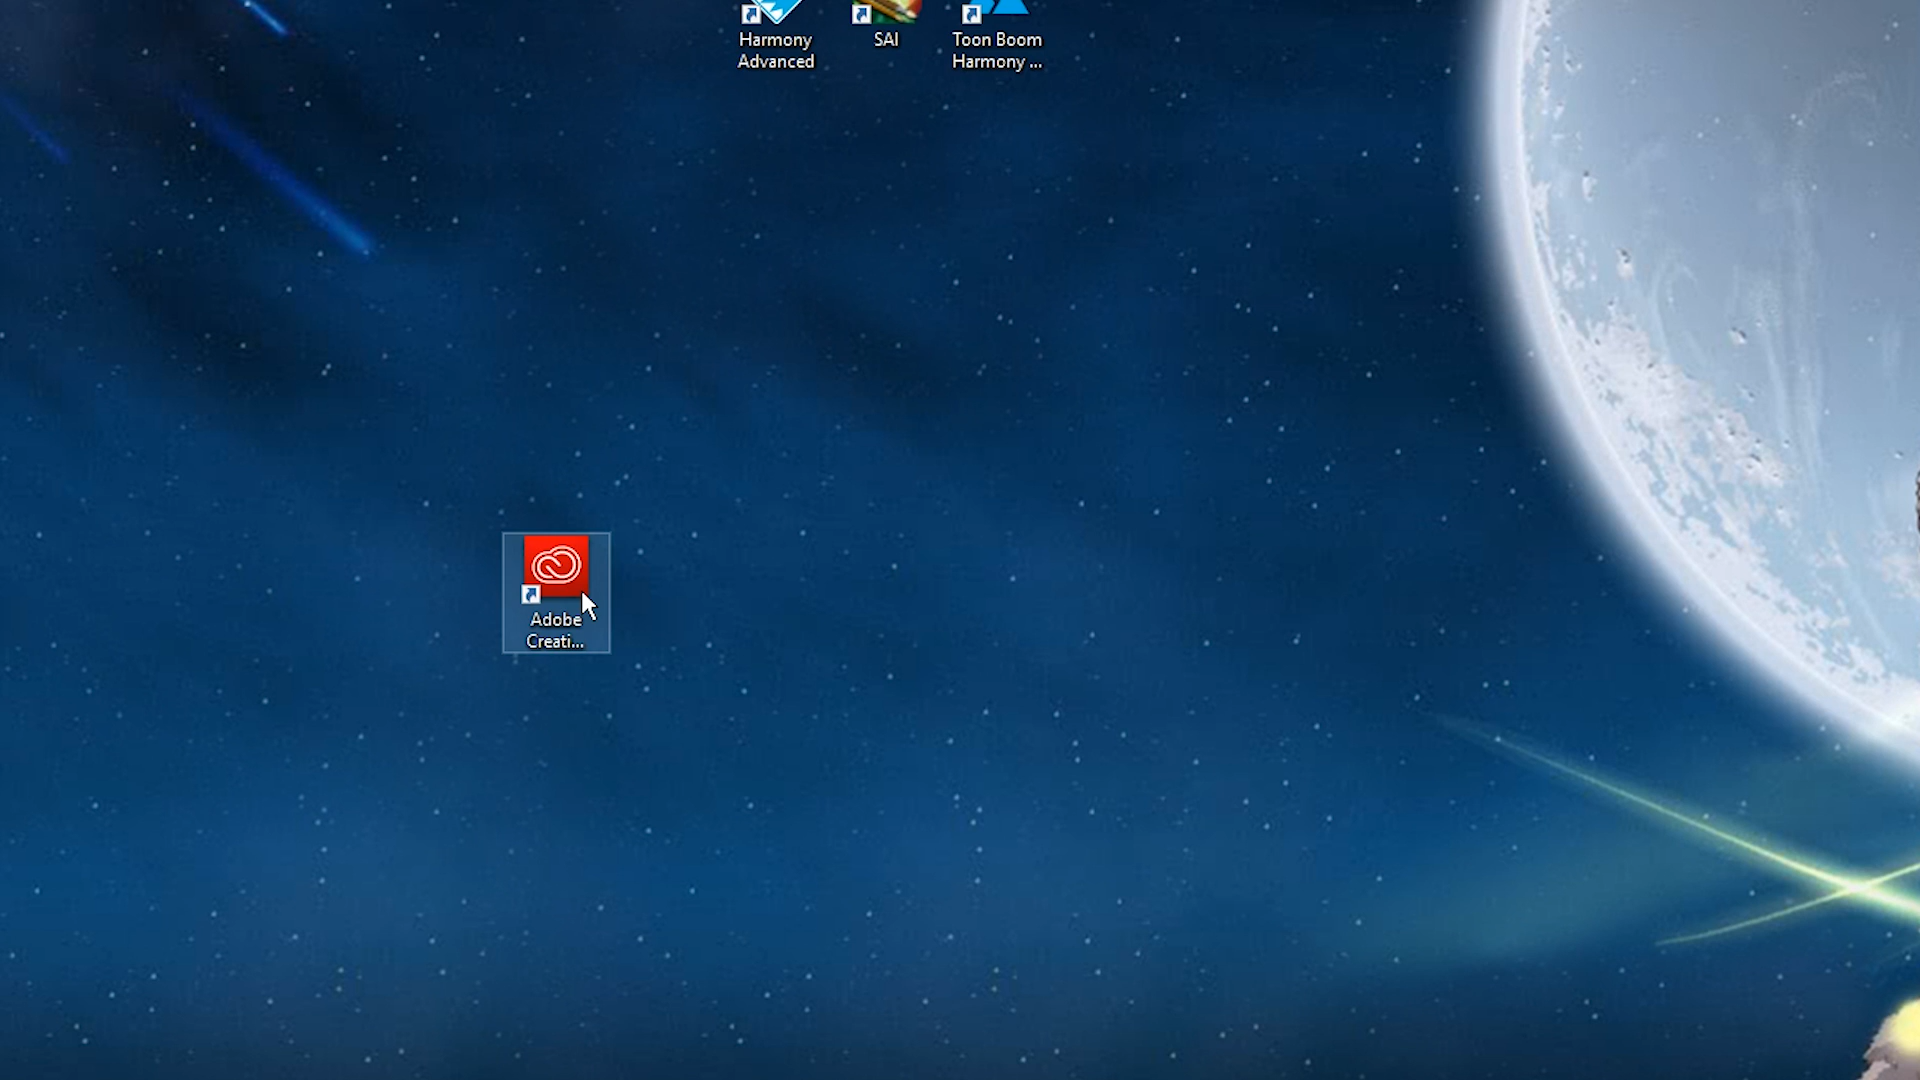 Harmony
Advanced
SAI
Toon Boom
Harmony ...
Adobe
Creati...